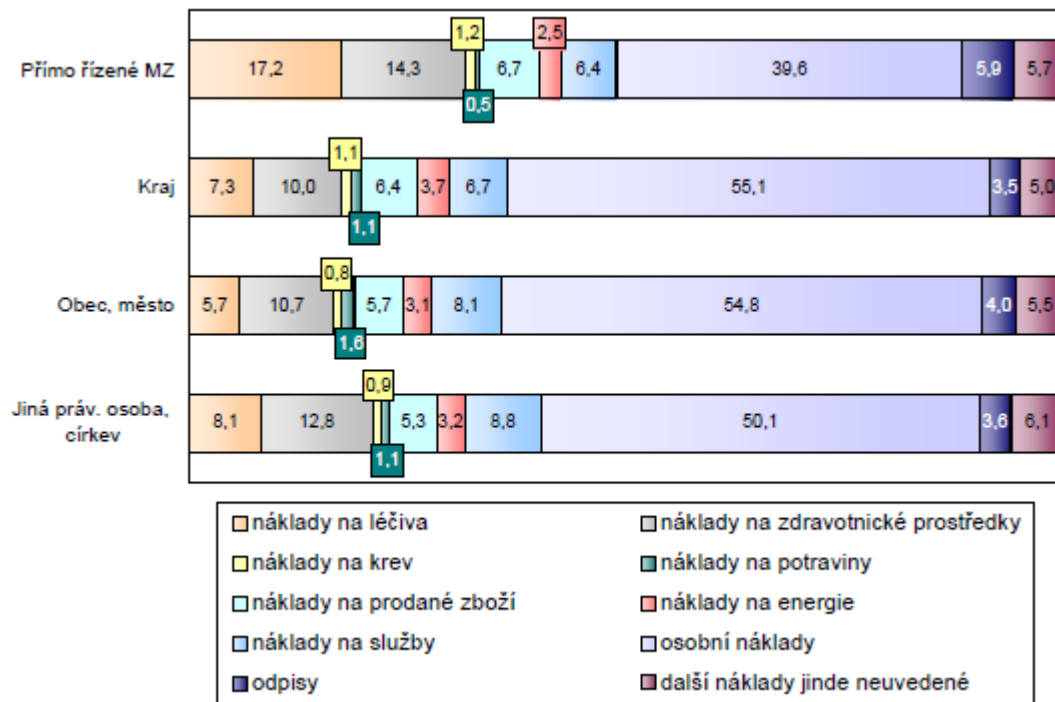 1,2 2,5
Přímo řízené MZ 17,2 14,3 6,7 6,4 39,6 5,9 5,7
0,5
1,1
Kraj 7,3 10,0 6,4 3,7 6,7 55,1 3,5 5,0
1,1
0,8
Obec, město 5,7 10,7 5,7 3,1 8,1 54,8 4,0 5,5
1,6
0,9
Jiná práv. osoba,
církev 8,1 12,8 5,3 3,2 8,8 50,1 3,6 6,1
1,1
náklady na léčiva náklady na zdravotnické prostředky
náklady na krev náklady na potraviny
náklady na prodané zboží náklady na energie
náklady na služby osobní náklady
odpisy další náklady jinde neuvedené